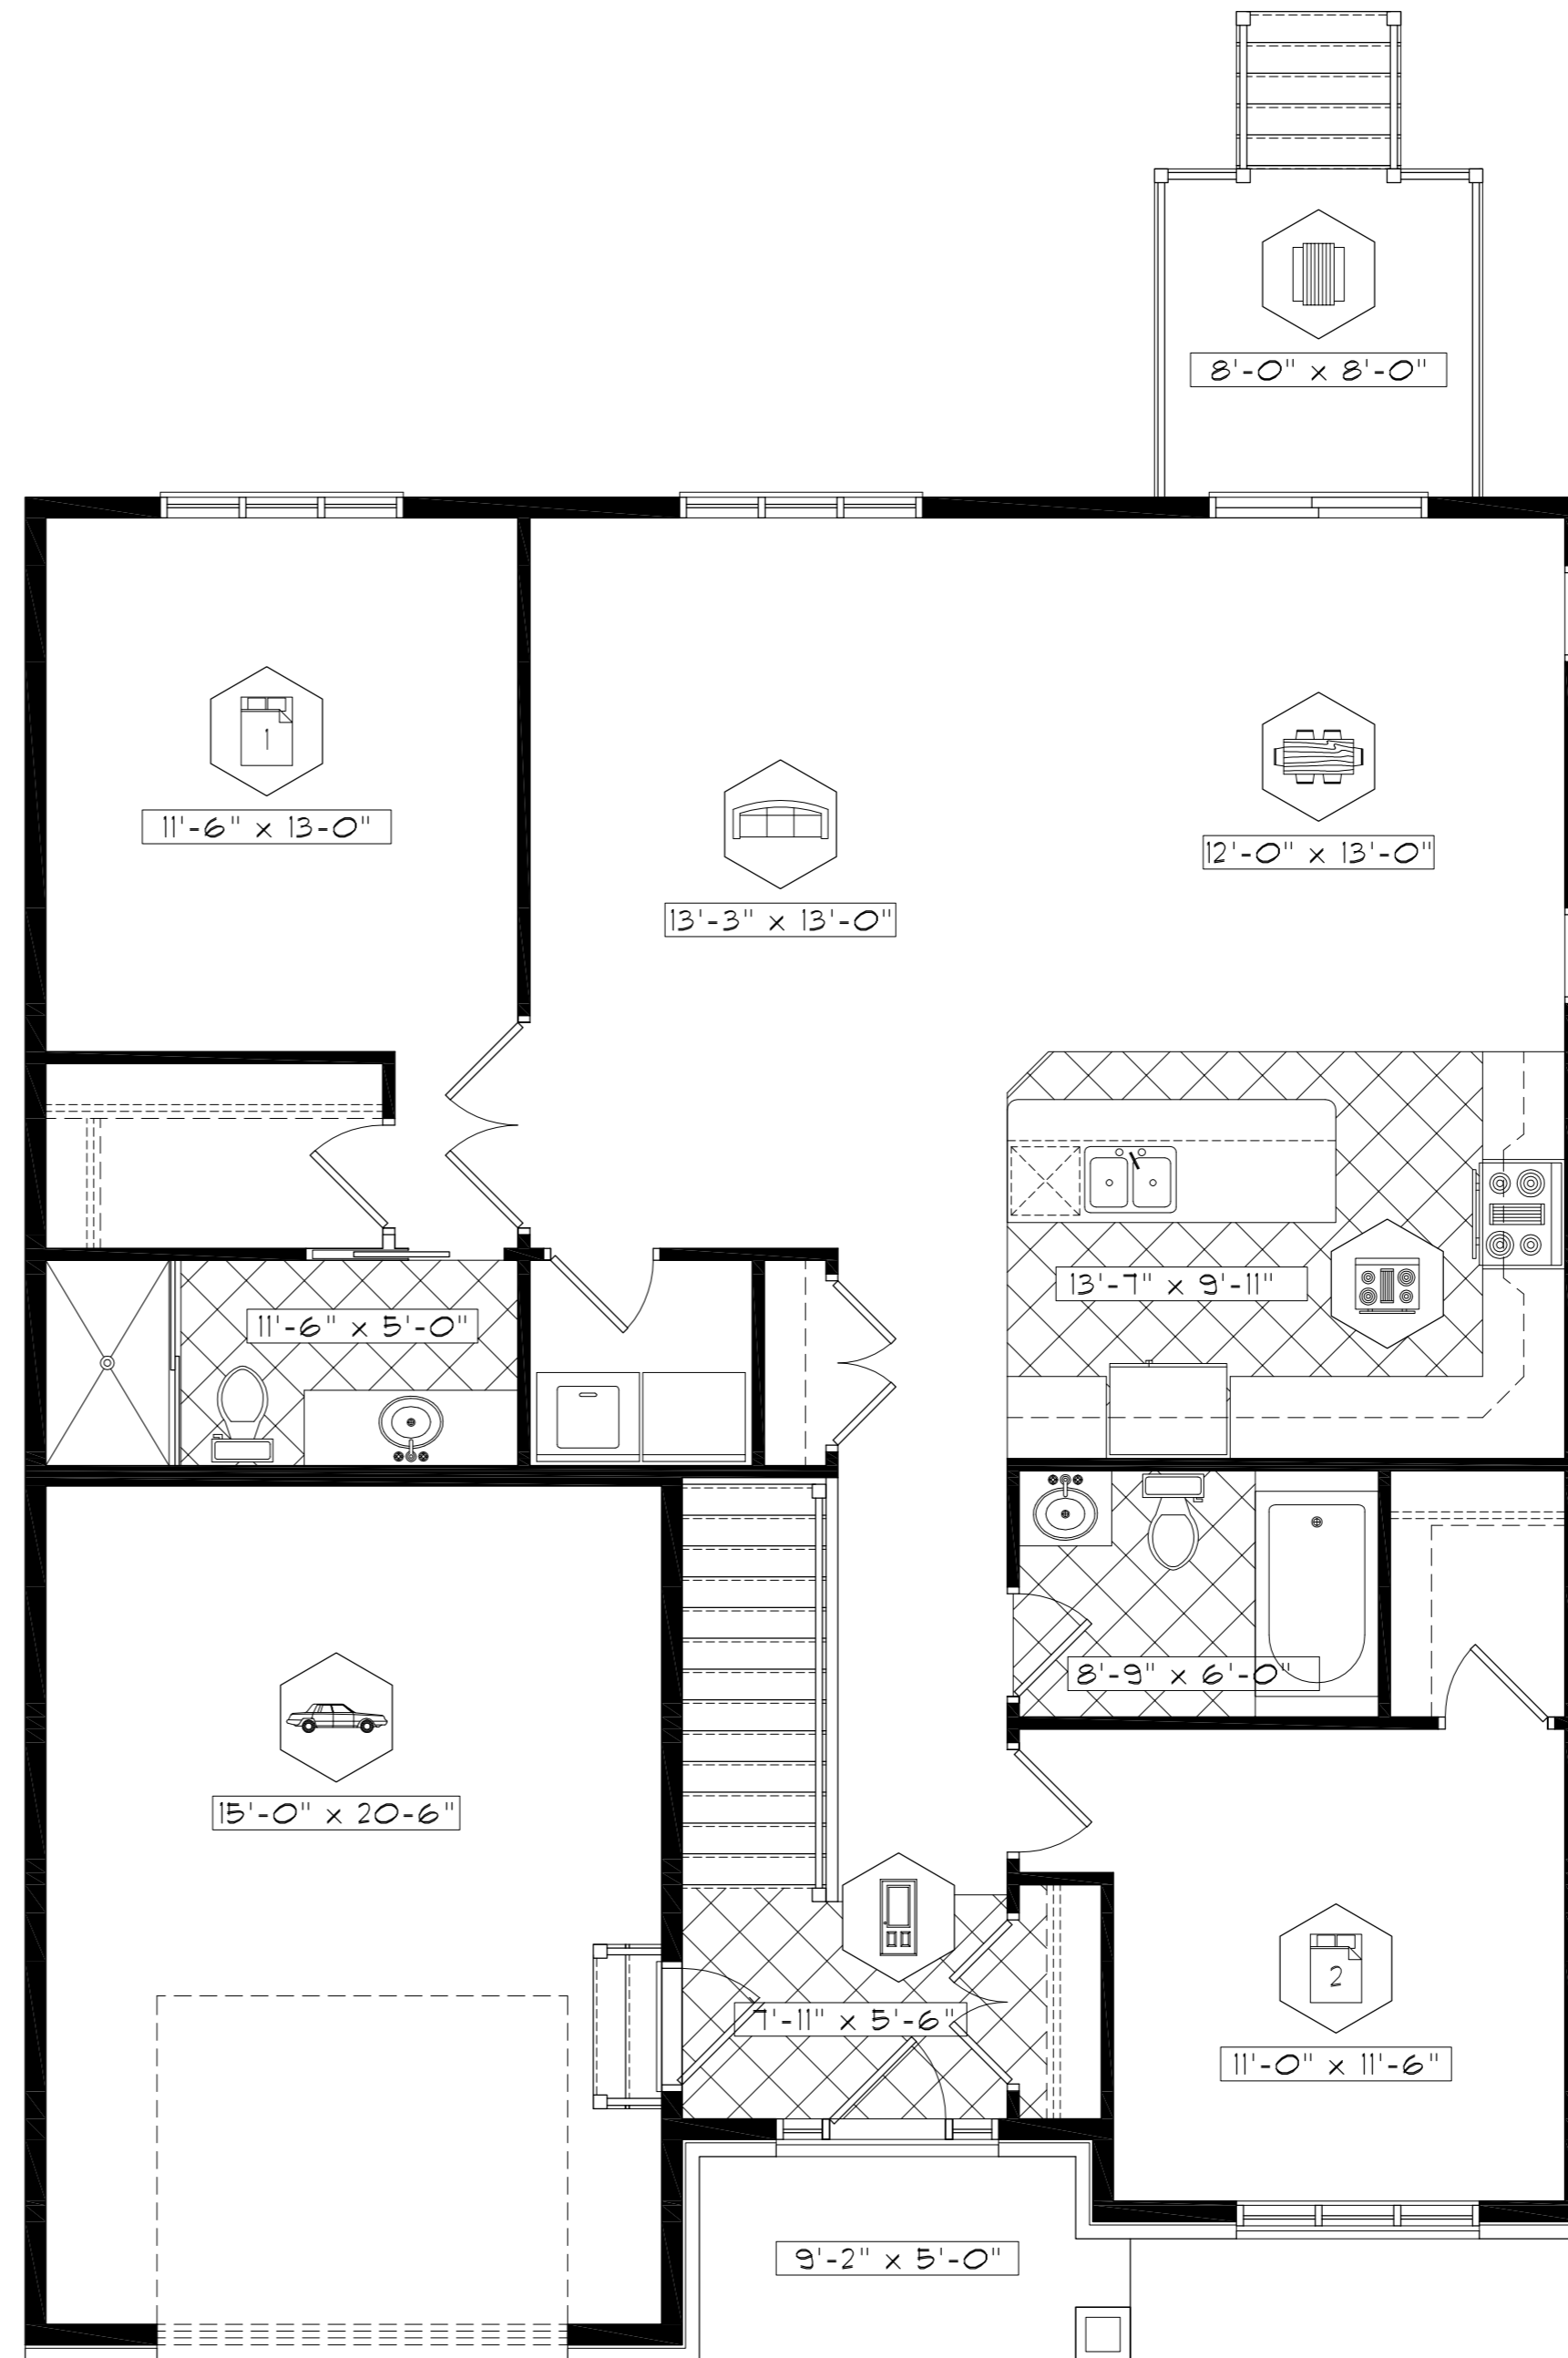 8'-0" x 8'-0"
1
11'-6" x 13-0"
12'-0" x 13'-0"
13'-3" x 13'-0"
13'-7" x 9'-11"
11'-6" x 5'-0"
8'-9" x 6'-0"
15'-0" x 20-6"
2
7'-11" x 5'-6"
11'-0" x 11'-6"
9'-2" x 5'-0"